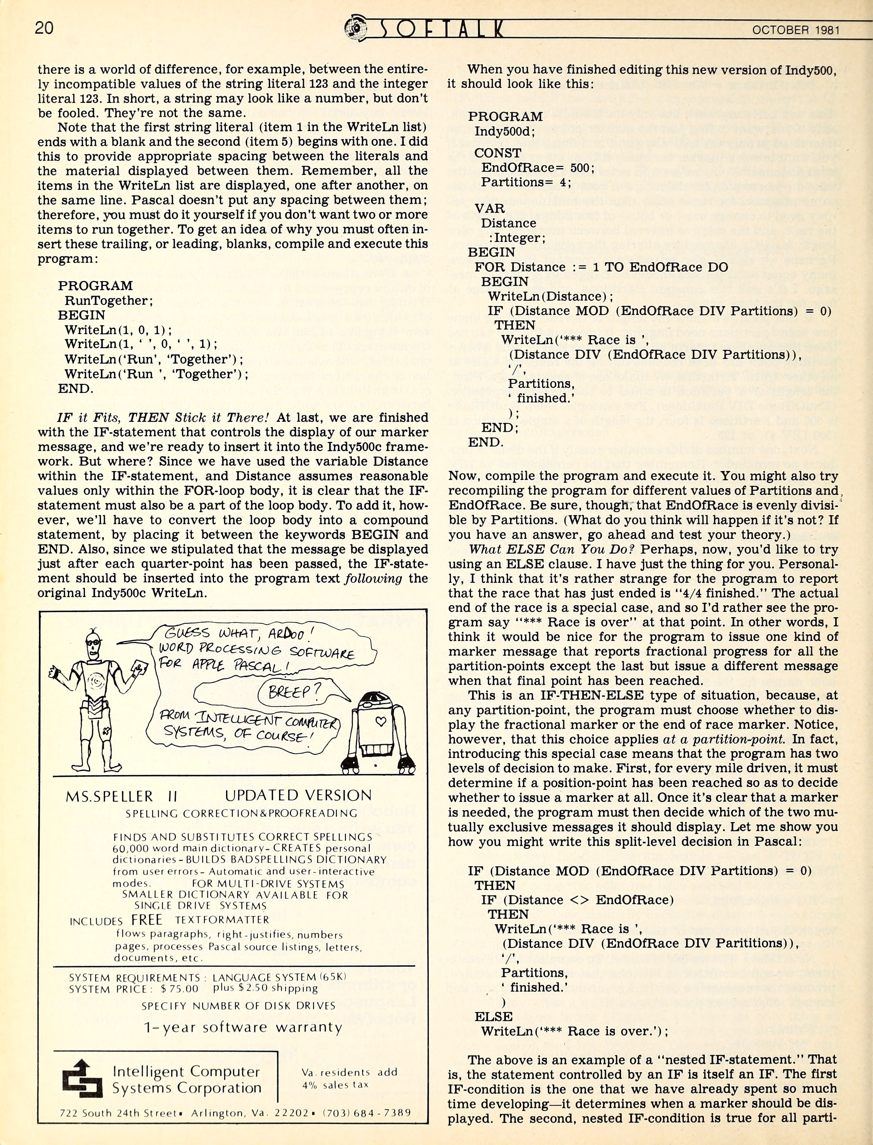 20
SOFTALK
OCTOBER 1981
there is a world of difference, for example, between the entire-
ly incompatible values of the string literal 123 and the integer
literal 123. In short, a string may look like a number, but don't
be fooled. They're not the same.
Note that the first string literal (item 1 in the WriteLn list)
ends with a blank and the second (item 5) begins with one. I did
this to provide appropriate spacing between the literals and
the material displayed between them. Remember, all the
items in the WriteLn list are displayed, one after another, on
the same line. Pascal doesn't put any spacing between them;
therefore, you must do it yourself if you don't want two or more
items to run together. To get an idea of why you must often in-
sert these trailing, or leading, blanks, compile and execute this
program:
PROGRAM
RunTogether;
BEGIN
WriteLn(1, 0, 1);
WriteLn(1, ‘ ’, 0, ‘ ’, 1);
WriteLn(‘Run’, ‘Together’);
WriteLn(‘Run ’, ‘Together’);
END.
IF it Fits, THEN Stick it There! At last, we are finished
with the IF-statement that controls the display of our marker
message, and we're ready to insert it into the Indy500c frame-
work. But where? Since we have used the variable Distance
within the IF-statement, and Distance assumes reasonable
values only within the FOR-loop body, it is clear that the IF-
statement must also be a part of the loop body. To add it, how-
ever, we'll have to convert the loop body into a compound
statement, by placing it between the keywords BEGIN and
END. Also, since we stipulated that the message be displayed
just after each quarter-point has been passed, the IF-state-
ment should be inserted into the program text following the
original Indy500c WriteLn.
GUESS WHAT, ARDOO!
WORD PROCESSING SOFTWARE
FOR APPLE PASCAL!
BREEP?
FROM INTELLIGENT COMPUTER
SYSTEMS, OF COURSE!
MS.SPELLER II UPDATED VERSION
SPELLING CORRECTION&PROOFREADING
FINDS AND SUBSTITUTES CORRECT SPELLINGS
60,000 word main dictionary-CREATES personal
dictionaries-BUILDS BADSPELLINGS DICTIONARY
from user errors- Automatic and user-interactive
modes. FOR MULTI-DRIVE SYSTEMS
SMALLER DICTIONARY AVAILABLE FOR
SINGLE DRIVE SYSTEMS
INCLUDES FREE TEXTFORMATTER
flows paragraphs, right-justifies, numbers
pages, processes Pascal source listings, letters,
documents, etc.
SYSTEM REQUIREMENTS: LANGUAGE SYSTEM (65K)
SYSTEM PRICE: $75.00 plus $2.50 shipping
SPECIFY NUMBER OF DISK DRIVES
1-year software warranty
Intelligent Computer
Systems Corporation
Va. residents add
4% sales tax
722 South 24th Street▪ Arlington, Va. 22202▪ (703) 684-7389
When you have finished editing this new version of Indy500,
it should look like this:
PROGRAM
Indy500d;
CONST
EndOfRace= 500;
Partitions= 4;
VAR
Distance
:Integer;
BEGIN
FOR Distance := 1 TO EndOfRace DO
BEGIN
WriteLn(Distance);
IF (Distance MOD (EndOfRace DIV Partitions) = 0)
THEN
WriteLn(‘*** Race is ’,
(Distance DIV (EndOfRace DIV Partitions)),
‘/’,
Partitions,
‘ finished.’
);
END;
END.
Now, compile the program and execute it. You might also try
recompiling the program for different values of Partitions and
EndOfRace. Be sure, though, that EndOfRace is evenly divisi-
ble by Partitions. (What do you think will happen if it's not? If
you have an answer, go ahead and test your theory.)
What ELSE Can You Do? Perhaps, now, you'd like to try
using an ELSE clause. I have just the thing for you. Personal-
ly, I think that it's rather strange for the program to report
that the race that has just ended is “4/4 finished.” The actual
end of the race is a special case, and so I'd rather see the pro-
gram say “*** Race is over” at that point. In other words, I
think it would be nice for the program to issue one kind of
marker message that reports fractional progress for all the
partition-points except the last but issue a different message
when that final point has been reached.
This is an IF-THEN-ELSE type of situation, because, at
any partition-point, the program must choose whether to dis-
play the fractional marker or the end of race marker. Notice,
however, that this choice applies at a partition-point. In fact,
introducing this special case means that the program has two
levels of decision to make. First, for every mile driven, it must
determine if a position-point has been reached so as to decide
whether to issue a marker at all. Once it's clear that a marker
is needed, the program must then decide which of the two mu-
tually exclusive messages it should display. Let me show you
how you might write this split-level decision in Pascal:
IF (Distance MOD (EndOfRace DIV Partitions) = 0)
THEN
IF (Distance <> EndOfRace)
THEN
WriteLn(‘*** Race is ’,
(Distance DIV (EndOfRace DIV Parititions)),
‘/’,
Partitions,
‘ finished.’
)
ELSE
WriteLn(‘*** Race is over.’);
The above is an example of a “nested IF-statement.” That
is, the statement controlled by an IF is itself an IF. The first
IF-condition is the one that we have already spent so much
time developing—it determines when a marker should be dis-
played. The second, nested IF-condition is true for all parti-